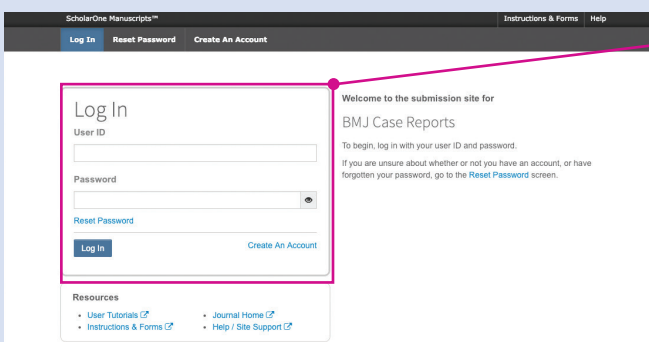 ScholarOne Manuscripts™
Instructions & Forms Help
Log In Reset Password Create An Account
Log In
User ID
Password
Reset Password
Log In
Create An Account
Resources
User Tutorials
Instructions & Forms
Journal Home
Help / Site Support
Welcome to the submission site for
BMJ Case Reports
To begin, log in with your user ID and password.
If you are unsure about whether or not you have an account, or have
forgotten your password, go to the Reset Password screen.